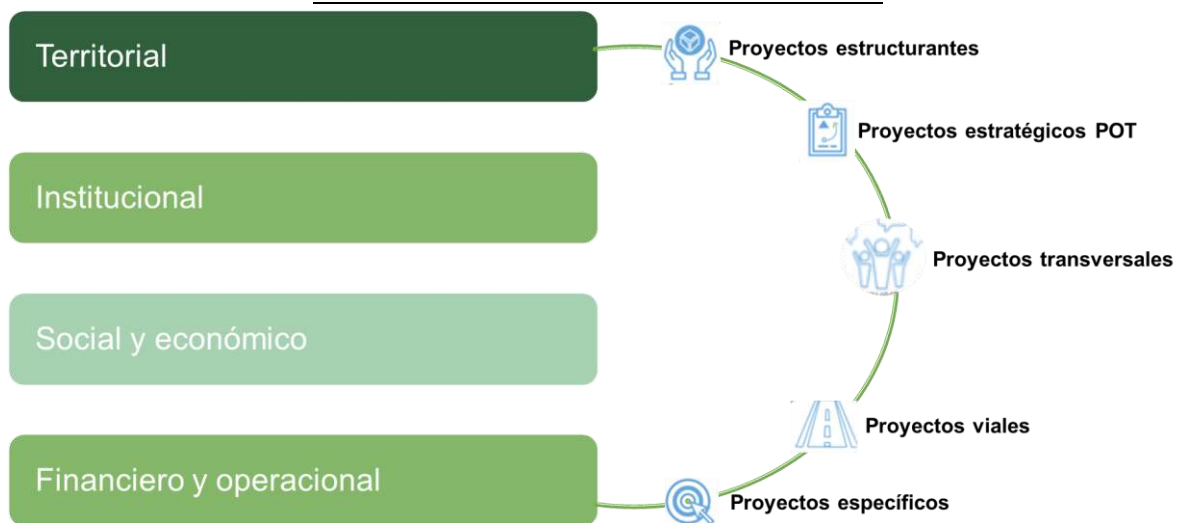 Territorial
Institucional
Social y económico
Financiero y operacional
Proyectos estructurantes
Proyectos estratégicos POT
Proyectos transversales
Proyectos viales
Proyectos específicos